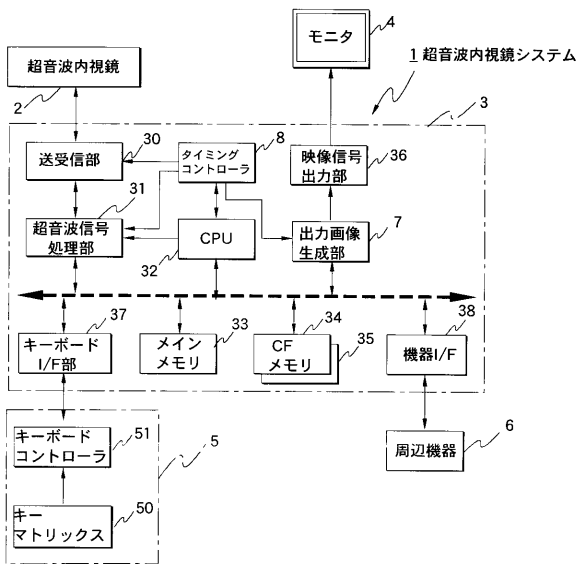 モニタ
4
1 超音波内視鏡システム
超音波内視鏡
2
3
30
送受信部
8
タイミング
コントローラ
映像信号
出力部
36
31
超音波信号
処理部
CPU
32
出力画像
生成部
7
37
キーボード
I/F部
メイン
メモリ
33
34
CF
メモリ
35
38
機器I/F
キーボード
コントローラ
51
5
周辺機器
6
キー
マトリックス
50